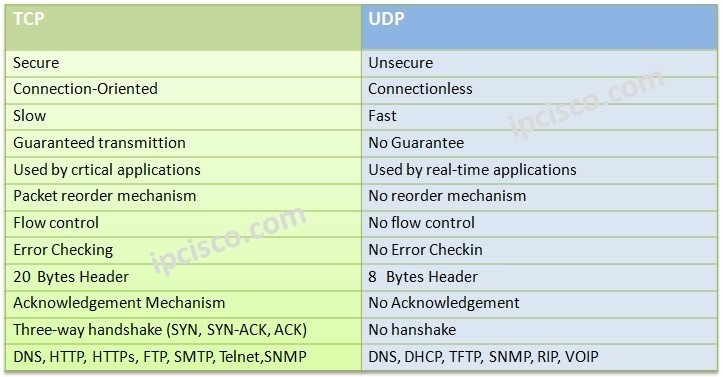 TCP UDP
Secure Unsecure
Connection-Oriented Connectionless
Slow Fast
Guaranteed transmittion No Guarantee
Used by crtical applications Used by real-time applications
Packet reorder mechanism No reorder mechanism
Flow control No flow control
Error Checking No Error Checkin
20 Bytes Header 8 Bytes Header
Acknowledgement Mechanism No Acknowledgement
Three-way handshake (SYN, SYN-ACK, ACK) No hanshake
DNS, HTTP, HTTPs, FTP, SMTP, Telnet,SNMP DNS, DHCP, TFTP, SNMP, RIP, VOIP
ipcisco.com
ipcisco.com